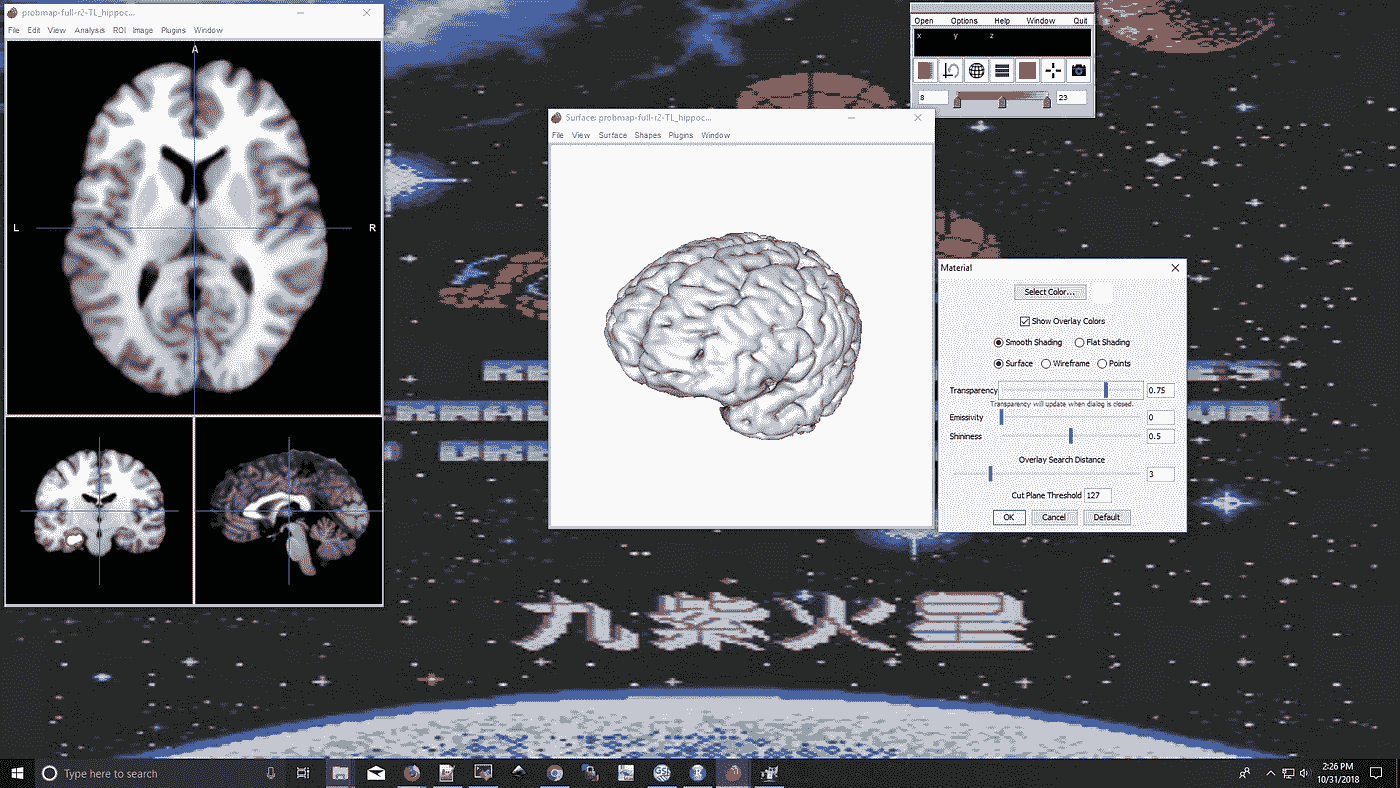 probmap-full-r2-TL_hippoc...
File Edit View Analysis ROI Image Plugins Window
A
L
R
Open Options Help Window Quit
x y z
8
23
Surface: probmap-full-r2-TL_hippoc...
File View Surface Shapes Plugins Window
Material
Select Color...
Show Overlay Colors
Smooth Shading Flat Shading
Surface Wireframe Points
Transparency 0.75
Transparency will update when dialog is closed.
Emissivity 0
Shininess 0.5
Overlay Search Distance
3
Cut Plane Threshold 127
OK Cancel Default
九紫火星
Type here to search
2:26 PM
10/31/2018